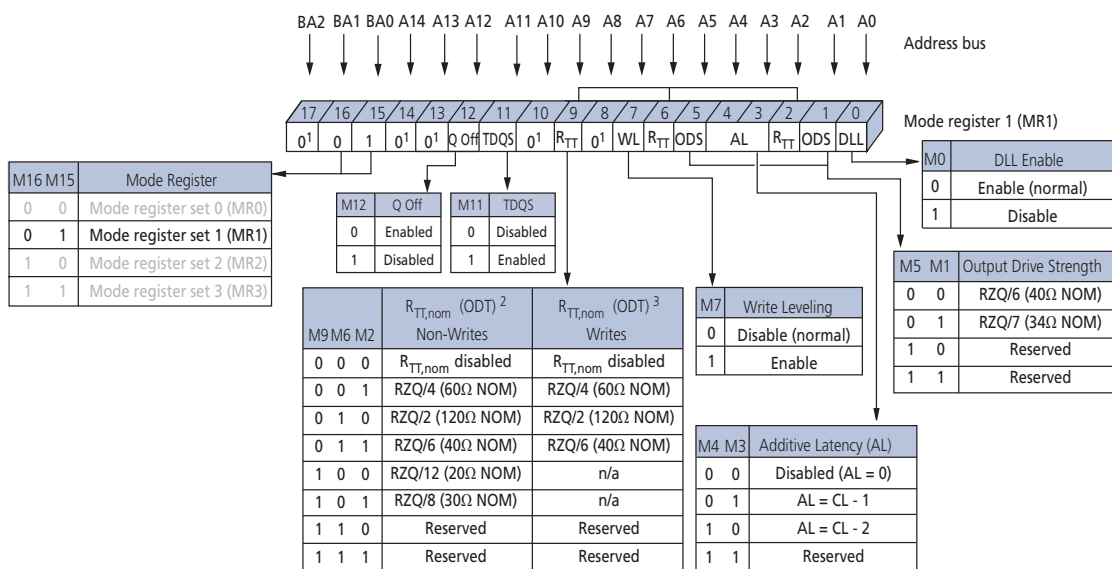 BA2 BA1 BA0 A14 A13 A12 A11 A10 A9 A8 A7 A6 A5 A4 A3 A2 A1 A0
Address bus
17 16 15 14 13 12 11 10 9 8 7 6 5 4 3 2 1 0
Mode register 1 (MR1)
0¹ 0 1 0¹ 0¹ Q Off TDQS 0¹ RTT 0¹ WL RTT ODS AL RTT ODS DLL
M16 M15 Mode Register
0 0 Mode register set 0 (MR0)
0 1 Mode register set 1 (MR1)
1 0 Mode register set 2 (MR2)
1 1 Mode register set 3 (MR3)
M12 Q Off
0 Enabled
1 Disabled
M11 TDQS
0 Disabled
1 Enabled
M0 DLL Enable
0 Enable (normal)
1 Disable
M5 M1 Output Drive Strength
0 0 RZQ/6 (40Ω NOM)
0 1 RZQ/7 (34Ω NOM)
1 0 Reserved
1 1 Reserved
RTT,nom (ODT) ² RTT,nom (ODT) ³
M9 M6 M2 Non-Writes Writes
0 0 0 RTT,nom disabled RTT,nom disabled
0 0 1 RZQ/4 (60Ω NOM) RZQ/4 (60Ω NOM)
0 1 0 RZQ/2 (120Ω NOM) RZQ/2 (120Ω NOM)
0 1 1 RZQ/6 (40Ω NOM) RZQ/6 (40Ω NOM)
1 0 0 RZQ/12 (20Ω NOM) n/a
1 0 1 RZQ/8 (30Ω NOM) n/a
1 1 0 Reserved Reserved
1 1 1 Reserved Reserved
M7 Write Leveling
0 Disable (normal)
1 Enable
M4 M3 Additive Latency (AL)
0 0 Disabled (AL = 0)
0 1 AL = CL - 1
1 0 AL = CL - 2
1 1 Reserved